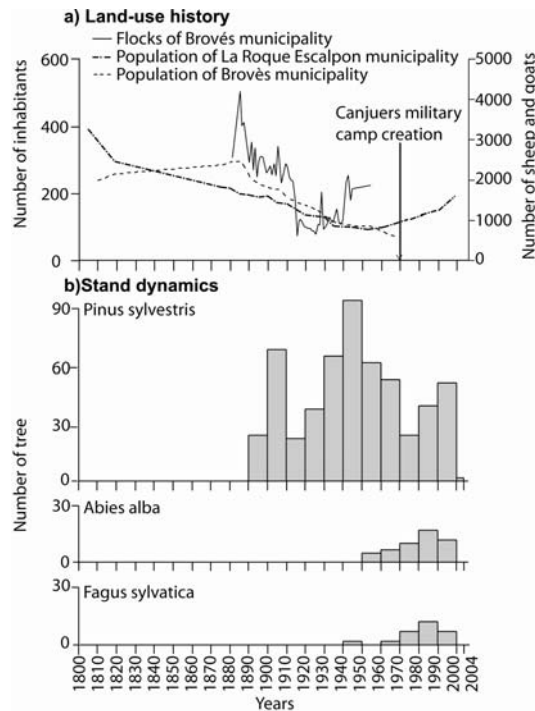 a) Land-use history
Flocks of Brovés municipality
Population of La Roque Escalpon municipality
Population of Brovès municipality
Number of inhabitants
600
400
200
0
Canjuers military
camp creation
Number of sheep and goats
5000
4000
3000
2000
1000
0
b)Stand dynamics
Pinus sylvestris
90
60
30
0
Number of tree
Abies alba
30
0
Fagus sylvatica
30
0
1800
1810
1820
1830
1840
1850
1860
1870
1880
1890
1900
1910
1920
1930
1940
1950
1960
1970
1980
1990
2000
2004
Years